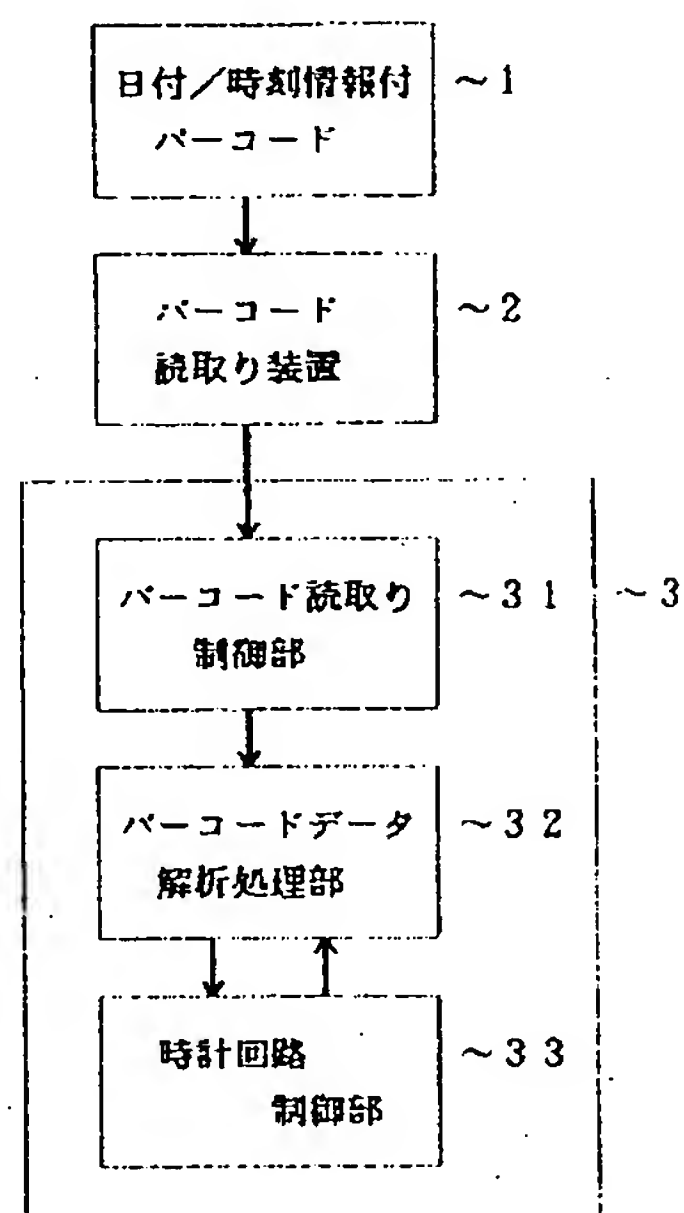 日付／時刻情報付 ～1
バーコード
バーコード ～2
読取り装置
バーコード読取り ～31 ～3
制御部
バーコードデータ ～32
解析処理部
時計回路 ～33
制御部